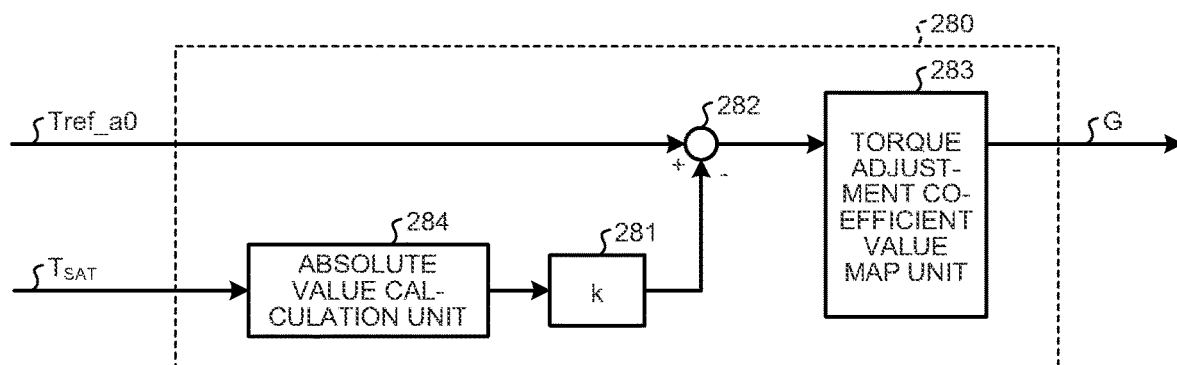 280
283
282
Tref_a0
G
+
-
TORQUE
ADJUST-
MENT CO-
EFFICIENT
VALUE
MAP UNIT
284
281
TSAT
ABSOLUTE
VALUE CAL-
CULATION UNIT
k